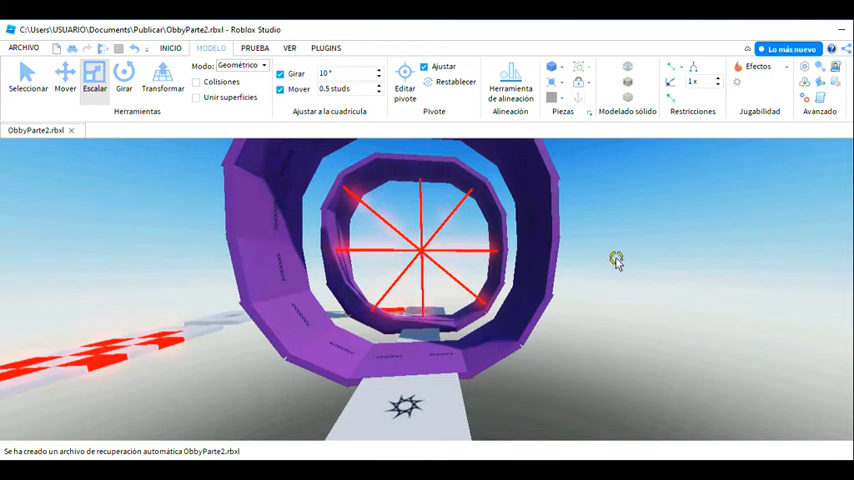 C:\Users\USUARIO\Documents\Publicar\ObbyParte2.rbxl - Roblox Studio
ARCHIVO INICIO MODELO PRUEBA VER PLUGINS Lo más nuevo
Seleccionar Mover Escalar Girar Transformar
Modo: Geométrico
Colisiones
Unir superficies
Herramientas
Girar 10 °
Mover 0.5 studs
Ajustar a la cuadrícula
Editar pivote
Ajustar
Restablecer
Pivote
Herramienta de alineación
Alineación
Piezas
Modelado sólido
1 x
Restricciones
Efectos
Jugabilidad
Avanzado
ObbyParte2.rbxl
Se ha creado un archivo de recuperación automática ObbyParte2.rbxl